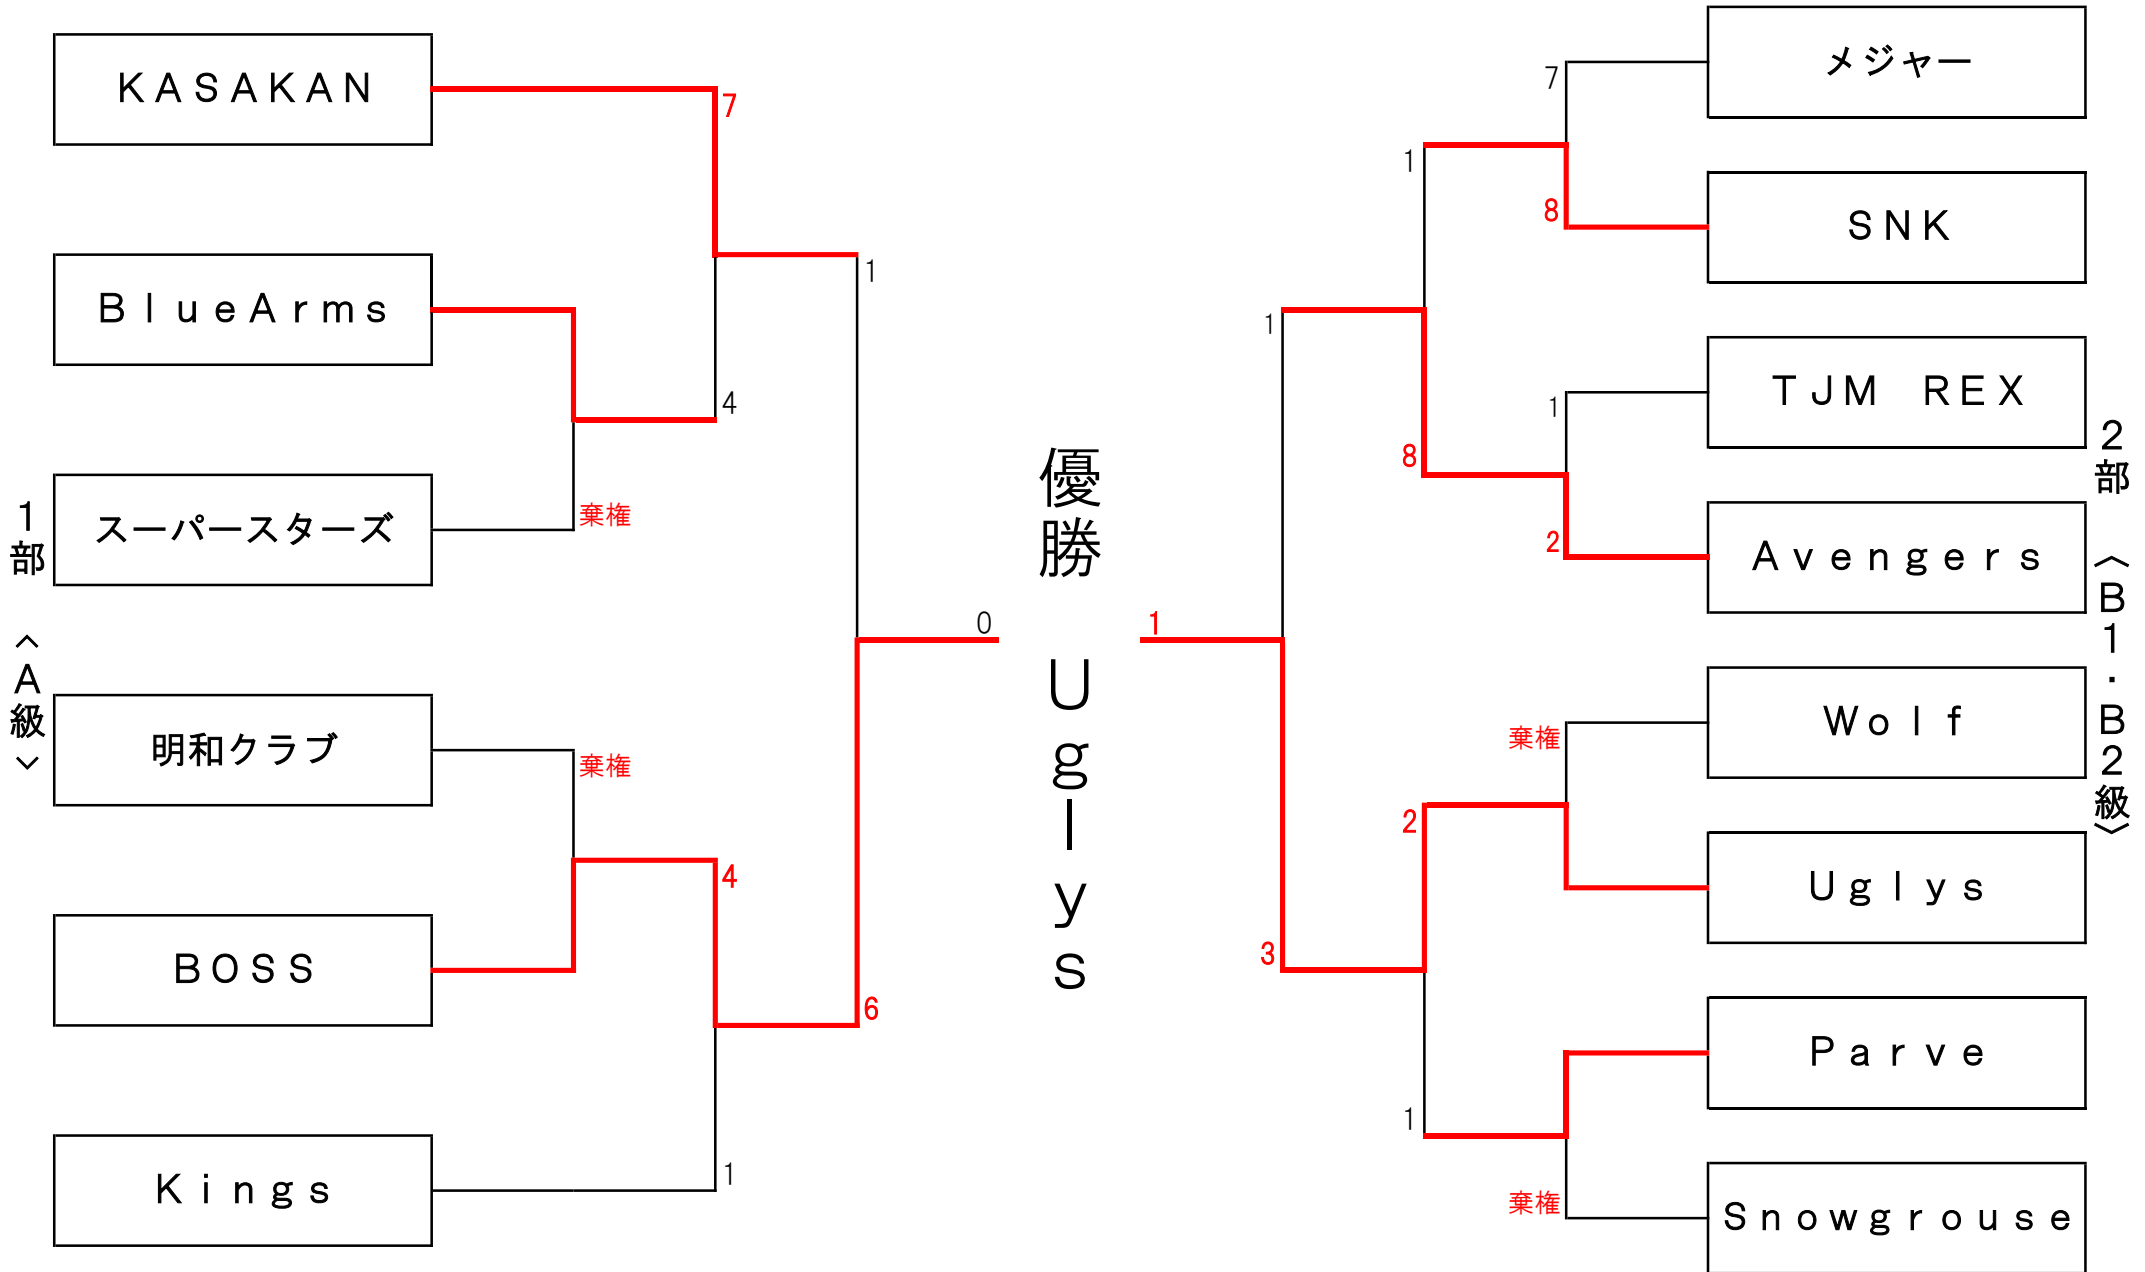 KASAKAN
7
BlueArms
1
4
スーパースターズ
棄権
1部 〈A級〉
明和クラブ
棄権
4
BOSS
6
Kings
1
0
優勝 Uglys
1
メジャー
7
1
SNK
8
1
TJM REX
1
8
Avengers
2
2部 〈B1・B2級〉
Wolf
棄権
2
Uglys
3
Parve
1
棄権
Snowgrouse